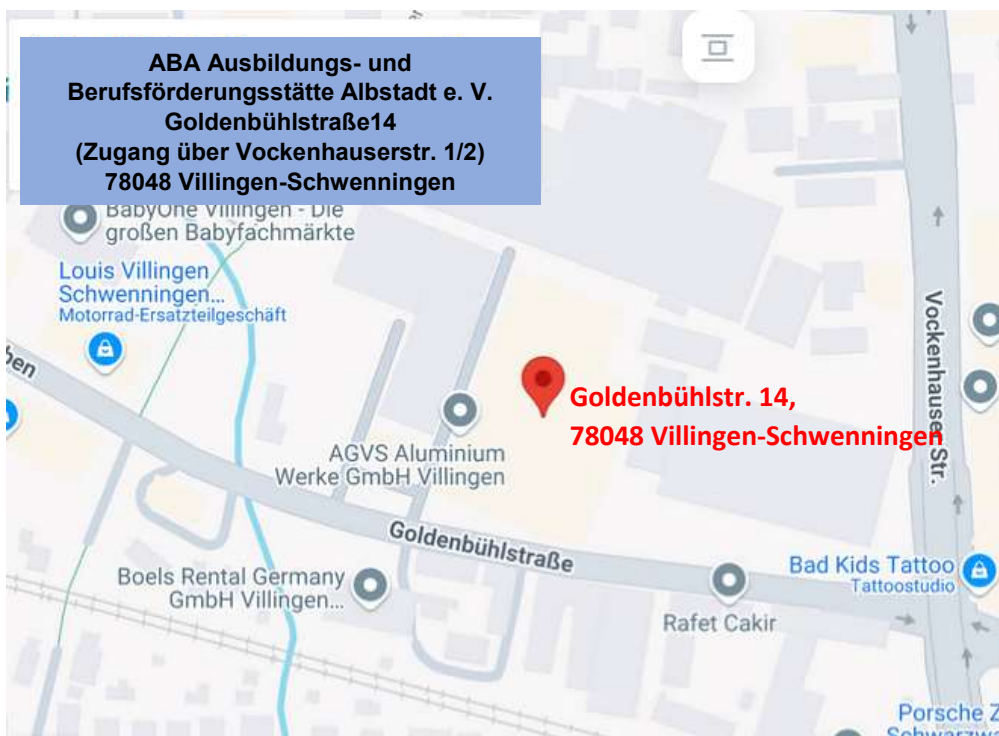 ABA Ausbildungs- und
Berufsförderungsstätte Albstadt e. V.
Goldenbühlstraße14
(Zugang über Vockenhauserstr. 1/2)
78048 Villingen-Schwenningen
BabyOne Villingen - Die
großen Babyfachmärkte
Louis Villingen
Schwenningen...
Motorrad-Ersatzteilgeschäft
ben
Goldenbühlstr. 14,
78048 Villingen-Schwenningen
Vockenhauser Str.
AGVS Aluminium
Werke GmbH Villingen
Goldenbühlstraße
Boels Rental Germany
GmbH Villingen...
Bad Kids Tattoo
Tattoostudio
Rafet Cakir
Porsche Z